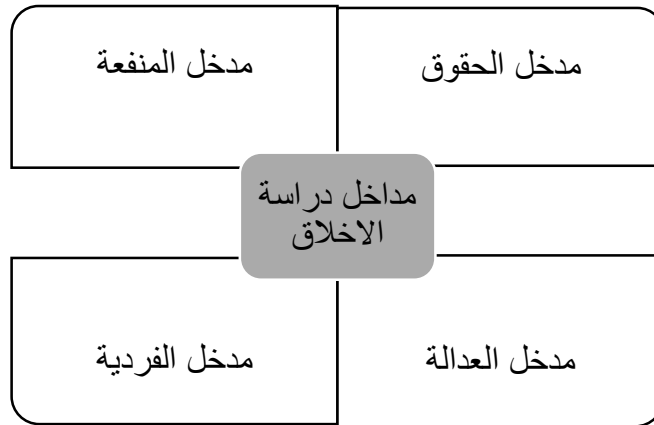 مدخل الحقوق
مدخل المنفعة
مداخل دراسة
الاخلاق
مدخل العدالة
مدخل الفردية